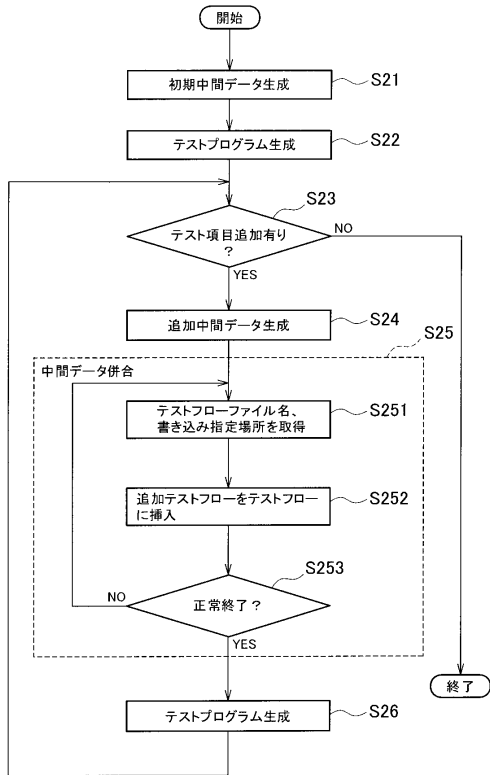 開始
初期中間データ生成
S21
テストプログラム生成
S22
S23
テスト項目追加有り
?
NO
YES
追加中間データ生成
S24
S25
中間データ併合
テストフローファイル名、
書き込み指定場所を取得
S251
追加テストフローをテストフロー
に挿入
S252
S253
NO
正常終了?
YES
終了
テストプログラム生成
S26